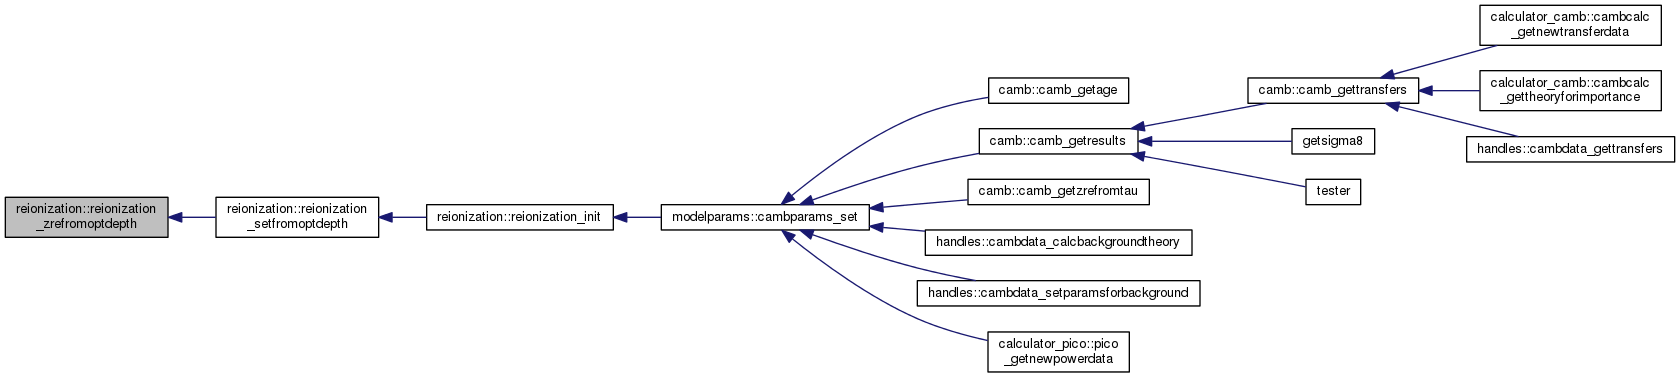 reionization::reionization
_zrefromoptdepth
reionization::reionization
_setfromoptdepth
reionization::reionization_init
modelparams::cambparams_set
camb::camb_getage
camb::camb_getresults
camb::camb_getzrefromtau
handles::cambdata_calcbackgroundtheory
handles::cambdata_setparamsforbackground
calculator_pico::pico
_getnewpowerdata
camb::camb_gettransfers
getsigma8
tester
calculator_camb::cambcalc
_getnewtransferdata
calculator_camb::cambcalc
_gettheoryforimportance
handles::cambdata_gettransfers